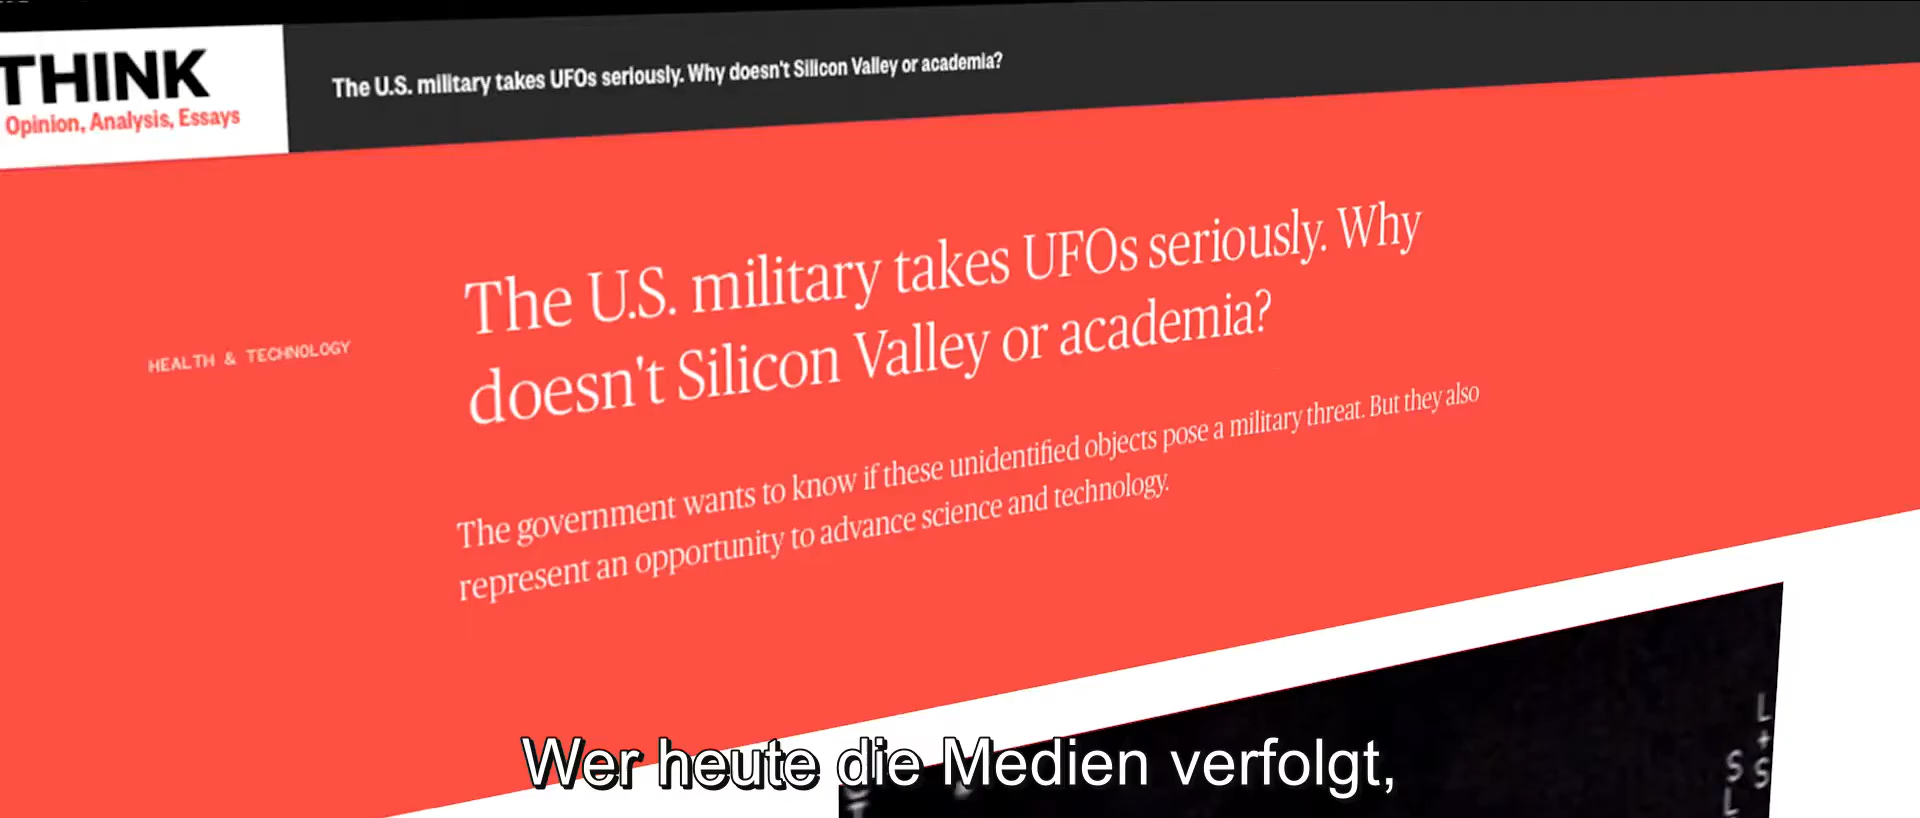 THINK
Opinion, Analysis, Essays
The U.S. military takes UFOs seriously. Why doesn't Silicon Valley or academia?
HEALTH & TECHNOLOGY
The U.S. military takes UFOs seriously. Why
doesn't Silicon Valley or academia?
The government wants to know if these unidentified objects pose a military threat. But they also
represent an opportunity to advance science and technology.
Wer heute die Medien verfolgt,